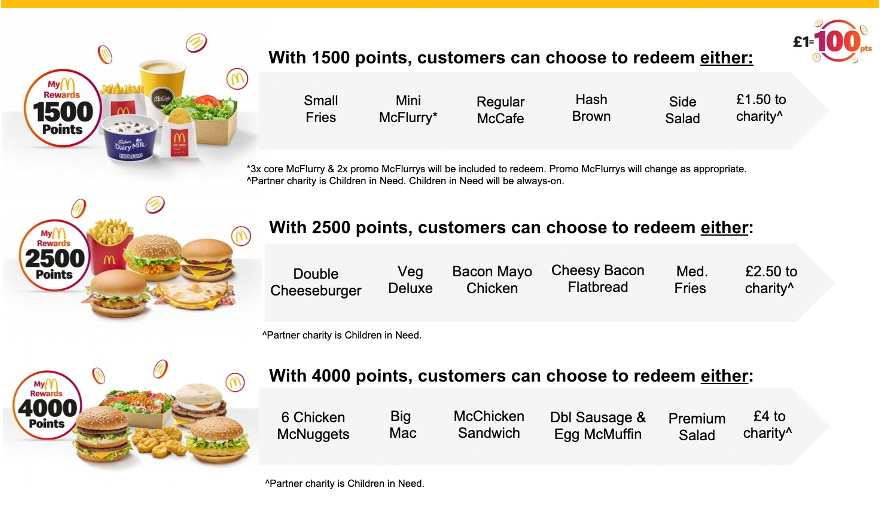 £1=100pts
With 1500 points, customers can choose to redeem either:
My Rewards
1500
Points
Cadbury
Dairy Milk
Small
Fries
Mini
McFlurry*
Regular
McCafe
Hash
Brown
Side
Salad
£1.50 to
charity^
*3x core McFlurry & 2x promo McFlurrys will be included to redeem. Promo McFlurrys will change as appropriate.
^Partner charity is Children in Need. Children in Need will be always-on.
With 2500 points, customers can choose to redeem either:
My
Rewards
2500
Points
Double
Cheeseburger
Veg
Deluxe
Bacon Mayo
Chicken
Cheesy Bacon
Flatbread
Med.
Fries
£2.50 to
charity^
^Partner charity is Children in Need.
With 4000 points, customers can choose to redeem either:
My
Rewards
4000
Points
6 Chicken
McNuggets
Big
Mac
McChicken
Sandwich
Dbl Sausage &
Egg McMuffin
Premium
Salad
£4 to
charity^
^Partner charity is Children in Need.